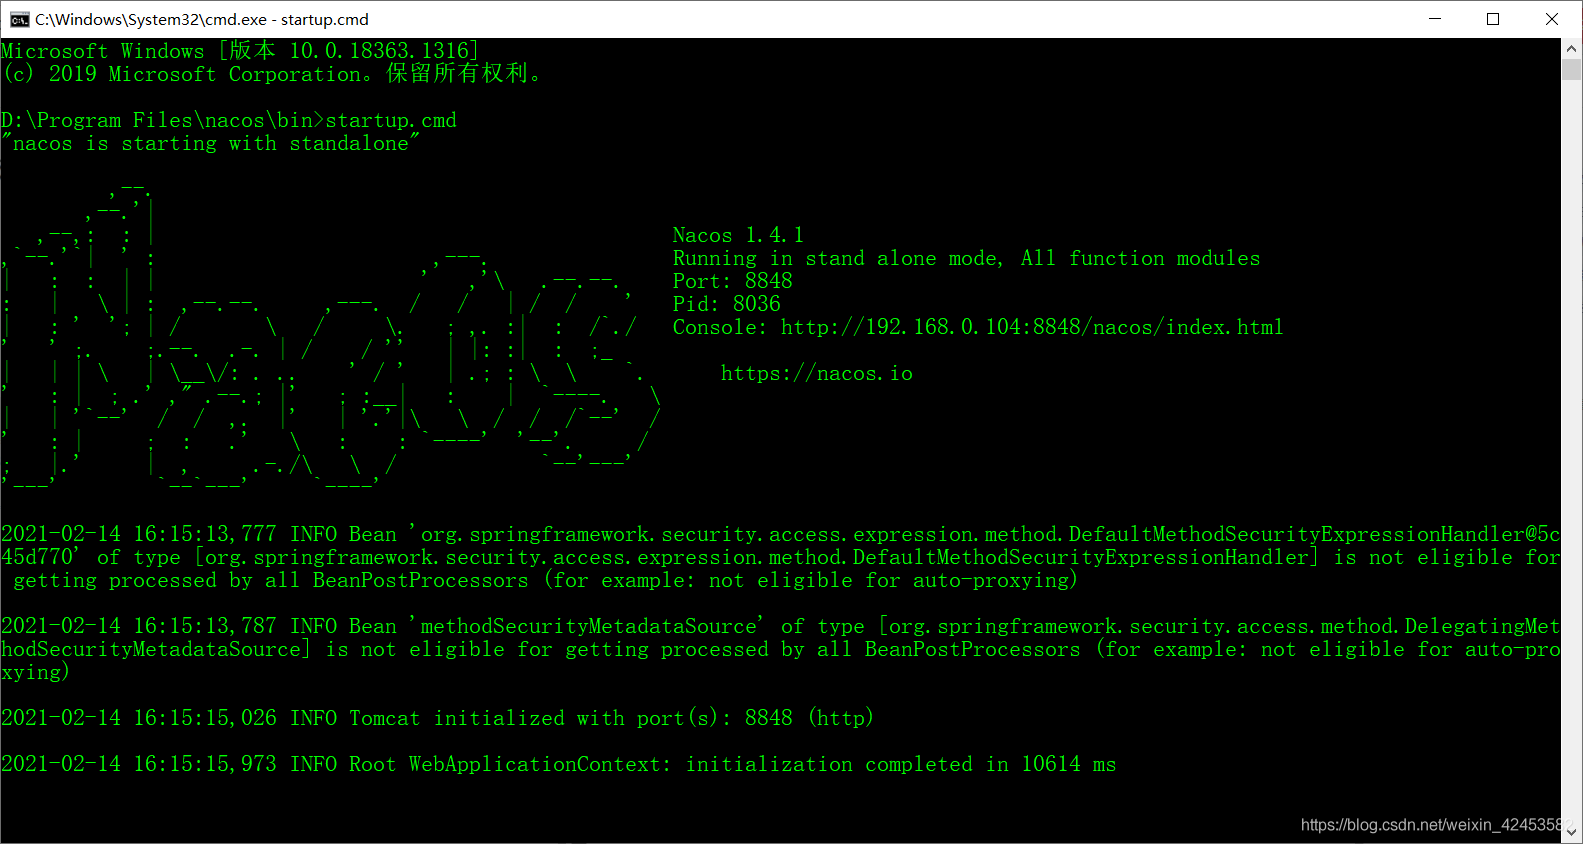 C:\Windows\System32\cmd.exe - startup.cmd
Microsoft Windows [版本 10.0.18363.1316]
(c) 2019 Microsoft Corporation。保留所有权利。
D:\Program Files\nacos\bin>startup.cmd
"nacos is starting with standalone"
Nacos 1.4.1
Running in stand alone mode, All function modules
Port: 8848
Pid: 8036
Console: http://192.168.0.104:8848/nacos/index.html
https://nacos.io
2021-02-14 16:15:13,777 INFO Bean 'org.springframework.security.access.expression.method.DefaultMethodSecurityExpressionHandler@5c
45d770' of type [org.springframework.security.access.expression.method.DefaultMethodSecurityExpressionHandler] is not eligible for
getting processed by all BeanPostProcessors (for example: not eligible for auto-proxying)
2021-02-14 16:15:13,787 INFO Bean 'methodSecurityMetadataSource' of type [org.springframework.security.access.method.DelegatingMet
hodSecurityMetadataSource] is not eligible for getting processed by all BeanPostProcessors (for example: not eligible for auto-pro
xying)
2021-02-14 16:15:15,026 INFO Tomcat initialized with port(s): 8848 (http)
2021-02-14 16:15:15,973 INFO Root WebApplicationContext: initialization completed in 10614 ms
https://blog.csdn.net/weixin_42453582